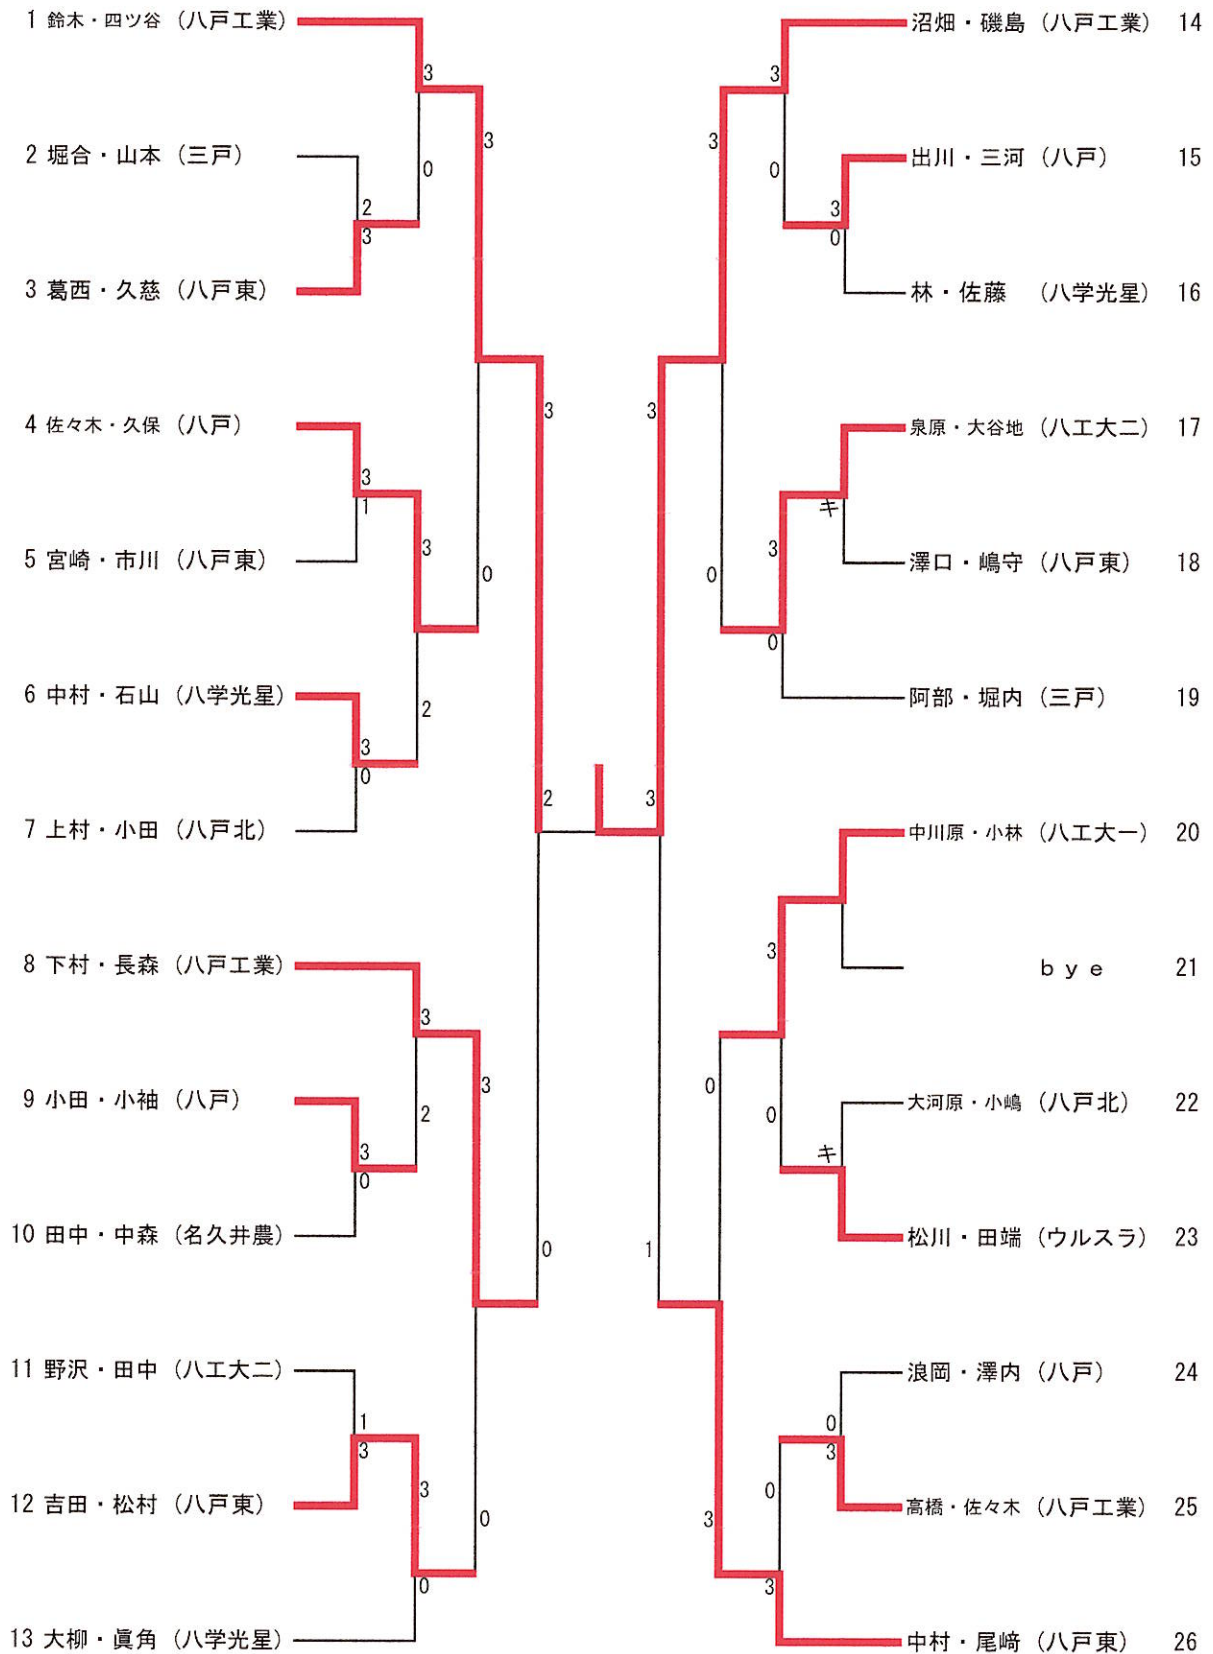 1 鈴木・四ツ谷 (八戸工業)
2 堀合・山本 (三戸)
3 葛西・久慈 (八戸東)
4 佐々木・久保 (八戸)
5 宮崎・市川 (八戸東)
6 中村・石山 (八学光星)
7 上村・小田 (八戸北)
8 下村・長森 (八戸工業)
9 小田・小袖 (八戸)
10 田中・中森 (名久井農)
11 野沢・田中 (八工大二)
12 吉田・松村 (八戸東)
13 大柳・眞角 (八学光星)
3
0
2
3
3
3
1
3
0
2
3
0
3
2
3
3
2
3
0
0
1
3
3
0
0
3
3
3
0
3
0
3
0
キ
3
0
3
3
0
0
キ
1
0
3
0
3
3
沼畑・磯島 (八戸工業) 14
出川・三河 (八戸) 15
林・佐藤 (八学光星) 16
泉原・大谷地 (八工大二) 17
澤口・嶋守 (八戸東) 18
阿部・堀内 (三戸) 19
中川原・小林 (八工大一) 20
bye 21
大河原・小嶋 (八戸北) 22
松川・田端 (ウルスラ) 23
浪岡・澤内 (八戸) 24
高橋・佐々木 (八戸工業) 25
中村・尾﨑 (八戸東) 26